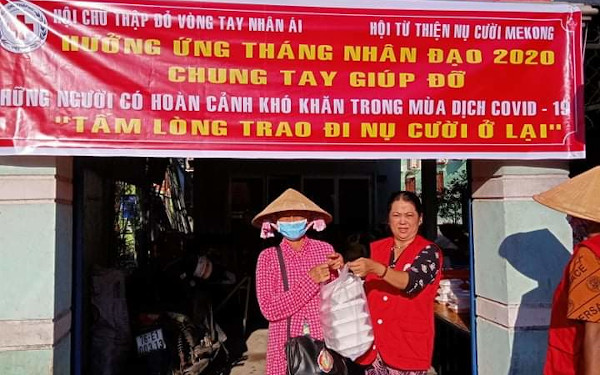 HỘI CHỮ THẬP ĐỎ VÒNG TAY NHÂN ÁI
HỘI TỪ THIỆN NỤ CƯỜI MEKONG
HƯỞNG ỨNG THÁNG NHÂN ĐẠO 2020
CHUNG TAY GIÚP ĐỠ
NHỮNG NGƯỜI CÓ HOÀN CẢNH KHÓ KHĂN TRONG MÙA DỊCH COVID - 19
"TẤM LÒNG TRAO ĐI NỤ CƯỜI Ở LẠI"